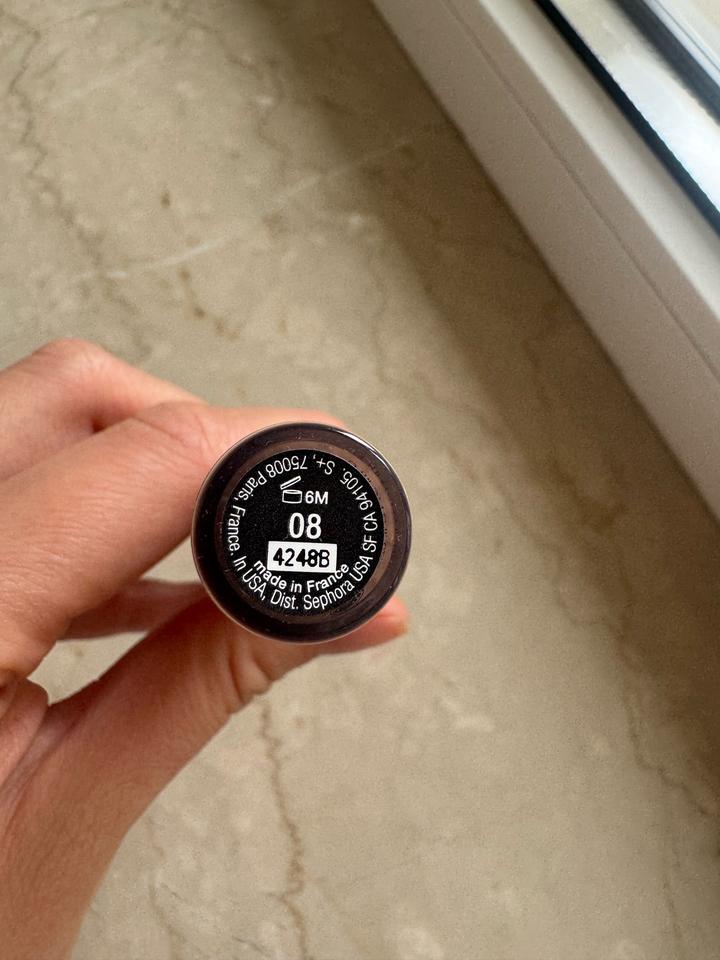 6M
08
4248B
made in France
S+, 75008 Paris, France. In USA, Dist. Sephora USA SF CA 94105.